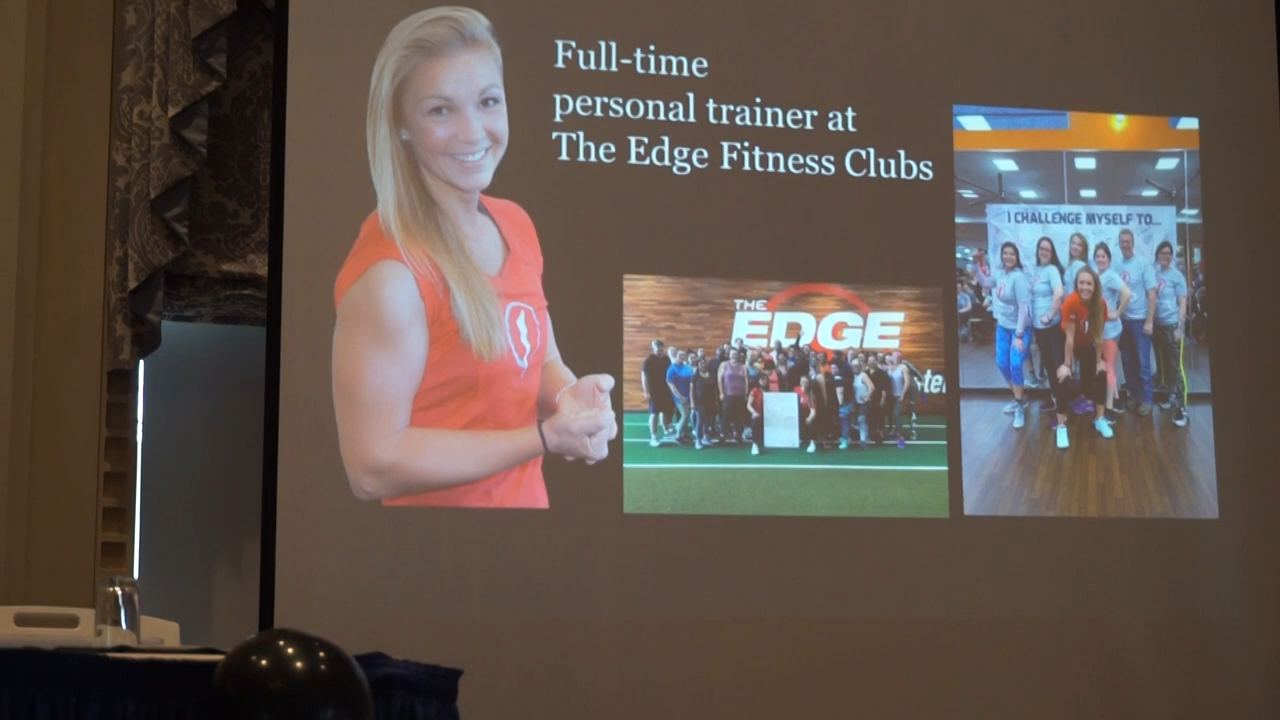 Full-time
personal trainer at
The Edge Fitness Clubs
I CHALLENGE MYSELF TO...
THE
EDGE